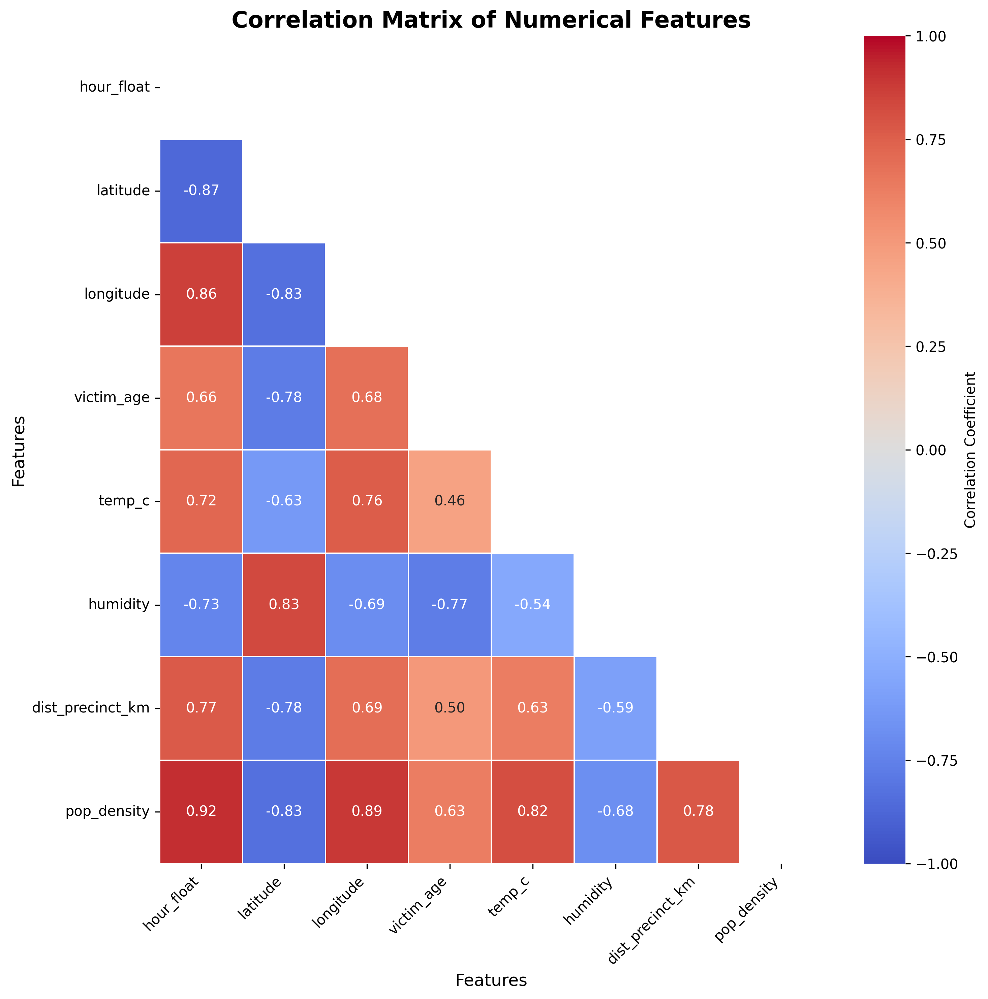 Correlation Matrix of Numerical Features
hour_float
latitude
longitude
victim_age
temp_c
humidity
dist_precinct_km
pop_density
Features
-0.87
0.86 -0.83
0.66 -0.78 0.68
0.72 -0.63 0.76 0.46
-0.73 0.83 -0.69 -0.77 -0.54
0.77 -0.78 0.69 0.50 0.63 -0.59
0.92 -0.83 0.89 0.63 0.82 -0.68 0.78
hour_float
latitude
longitude
victim_age
temp_c
humidity
dist_precinct_km
pop_density
Features
1.00
0.75
0.50
0.25
0.00
−0.25
−0.50
−0.75
−1.00
Correlation Coefficient